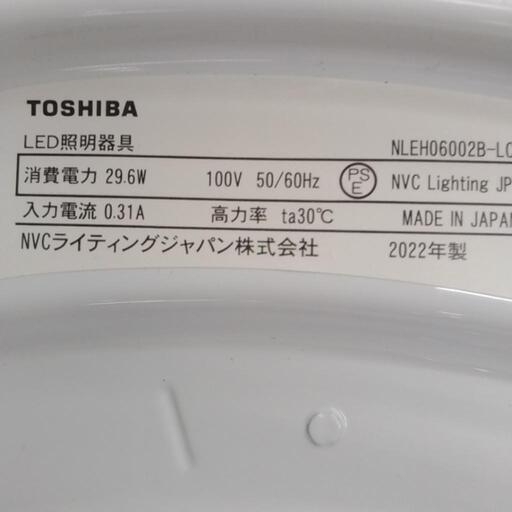 TOSHIBA
LED照明器具 NLEH06002B-LC
消費電力 29.6W 100V 50/60Hz PSE NVC Lighting JP
入力電流 0.31A 高力率 ta30℃ MADE IN JAPAN
NVCライティングジャパン株式会社 2022年製